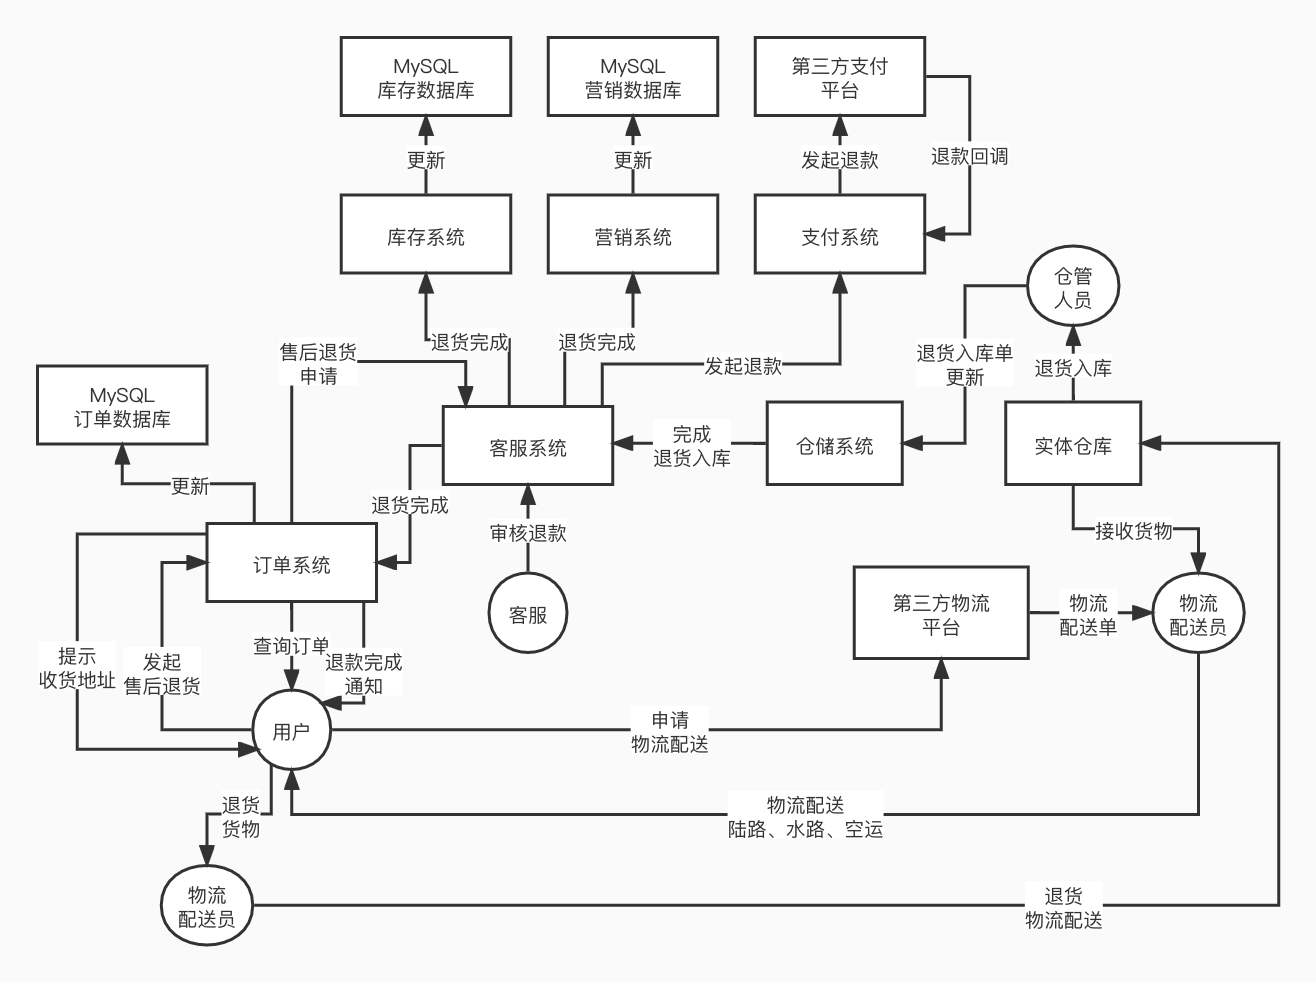 MySQL
库存数据库
MySQL
营销数据库
第三方支付
平台
更新
更新
发起退款
退款回调
库存系统
营销系统
支付系统
仓管
人员
售后退货
申请
退货完成
退货完成
发起退款
退货入库单
更新
退货入库
MySQL
订单数据库
客服系统
完成
退货入库
仓储系统
实体仓库
更新
退货完成
审核退款
接收货物
订单系统
客服
第三方物流
平台
物流
配送单
物流
配送员
提示
收货地址
发起
售后退货
查询订单
退款完成
通知
用户
申请
物流配送
退货
货物
物流配送
陆路、水路、空运
物流
配送员
退货
物流配送